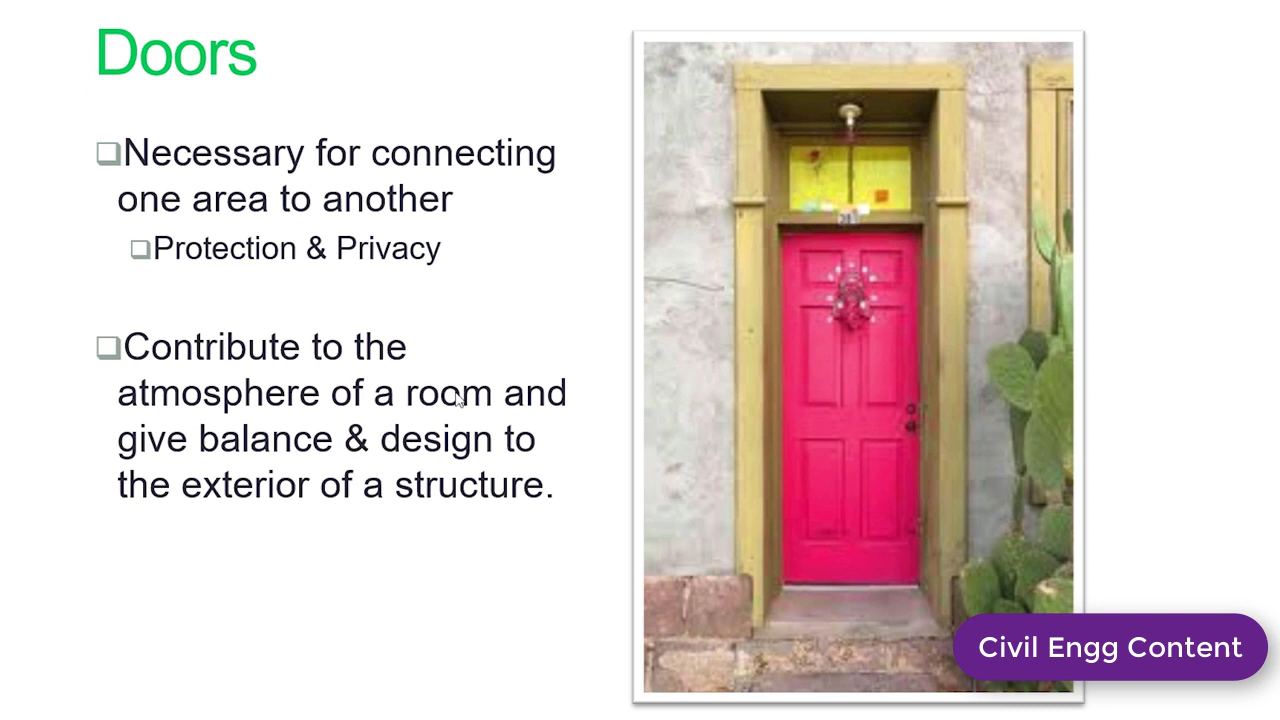 Doors
Necessary for connecting
one area to another
Protection & Privacy
Contribute to the
atmosphere of a room and
give balance & design to
the exterior of a structure.
Civil Engg Content